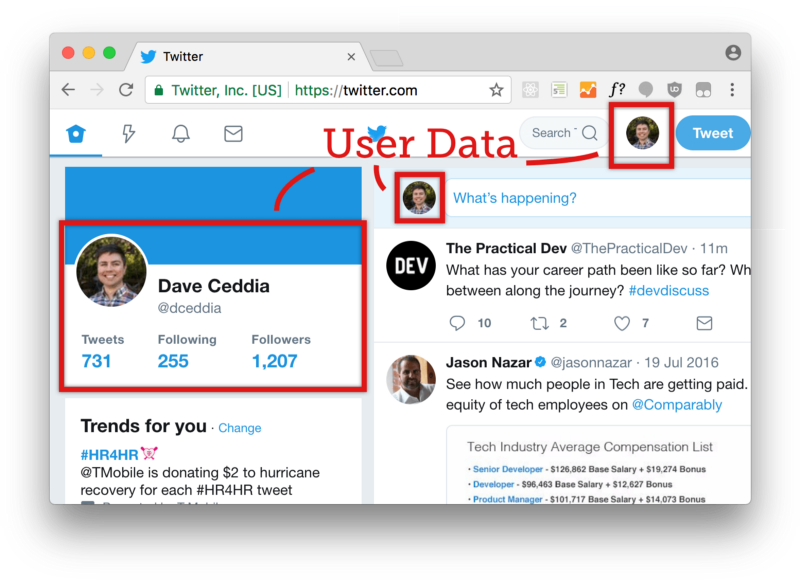 Twitter
Twitter, Inc. [US] | https://twitter.com
f?
Search
Tweet
User Data
What's happening?
Dave Ceddia
@dceddia
Tweets Following Followers
731 255 1,207
Trends for you · Change
#HR4HR
@TMobile is donating $2 to hurricane
recovery for each #HR4HR tweet
DEV
The Practical Dev @ThePracticalDev · 11m
What has your career path been like so far? Wh
between along the journey? #devdiscuss
10 2 7
Jason Nazar @jasonnazar · 19 Jul 2016
See how much people in Tech are getting paid.
equity of tech employees on @Comparably
Tech Industry Average Compensation List
• Senior Developer - $126,862 Base Salary + $19,274 Bonus
• Developer - $96,463 Base Salary + $12,627 Bonus
• Product Manager - $101,717 Base Salary + $14,073 Bonus